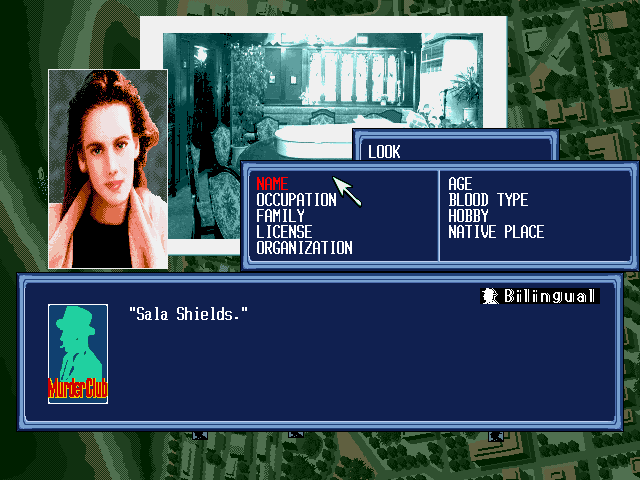 LOOK
NAME
OCCUPATION
FAMILY
LICENSE
ORGANIZATION
AGE
BLOOD TYPE
HOBBY
NATIVE PLACE
Bilingual
"Sala Shields."
MurderClub